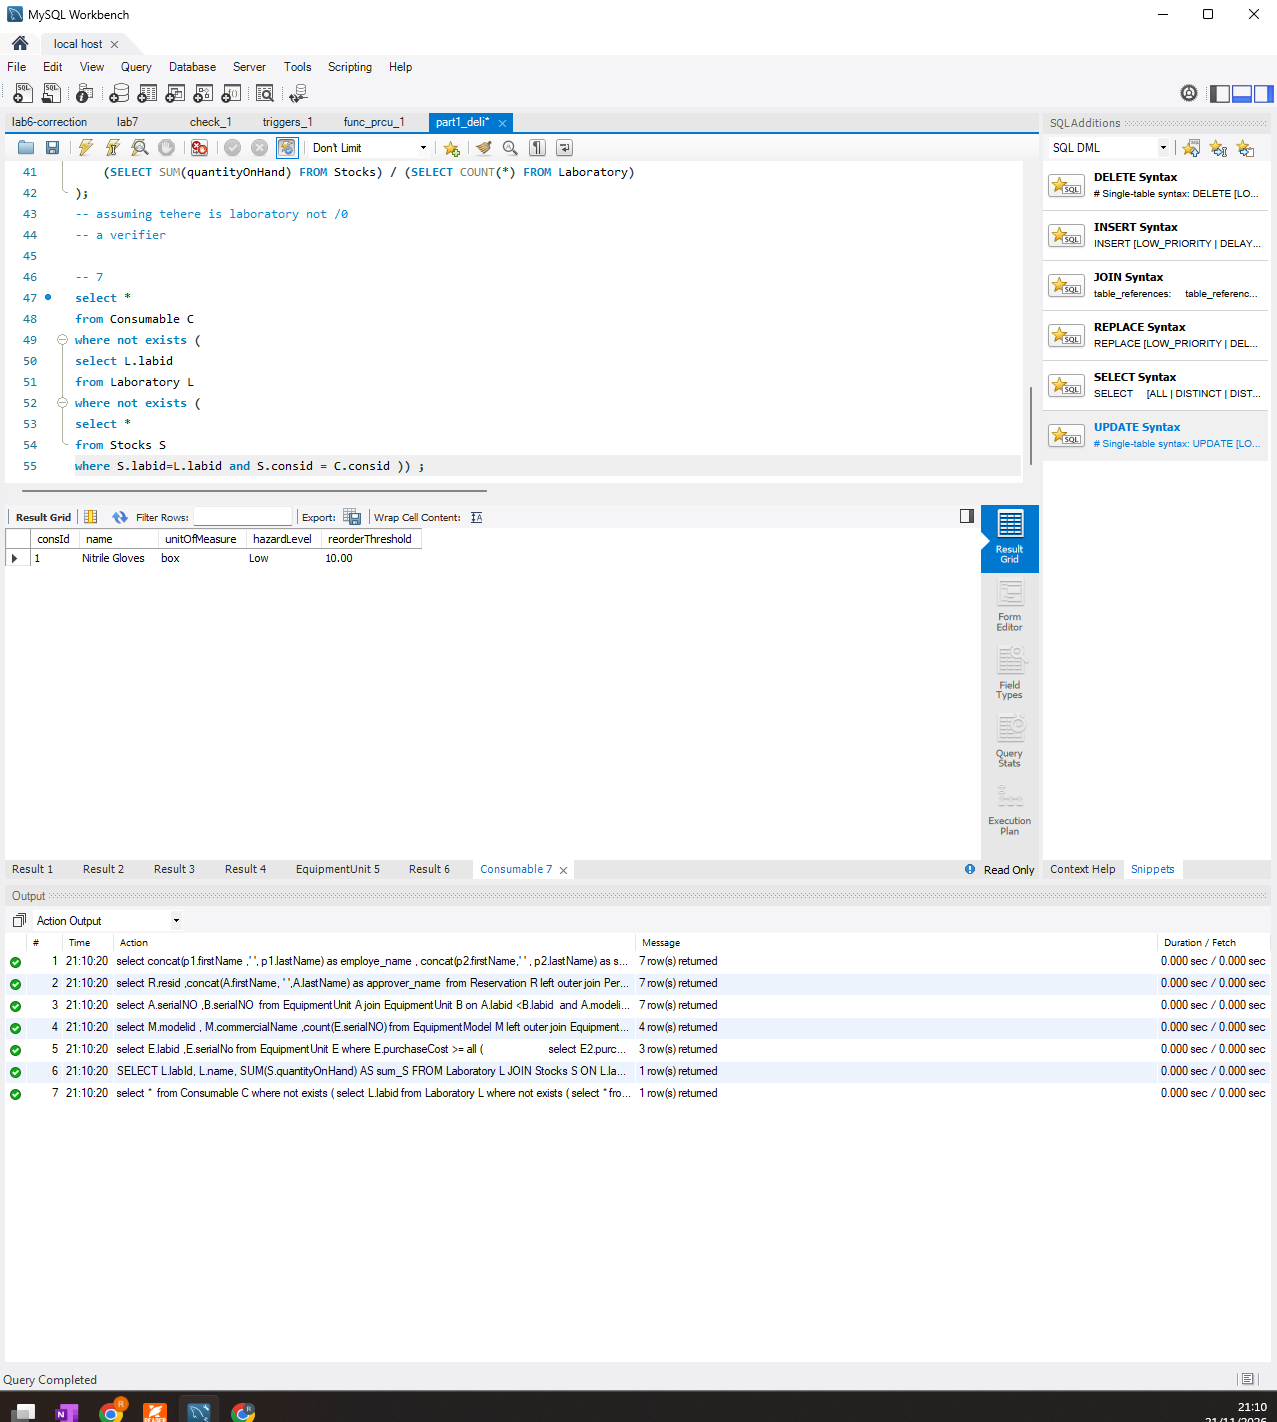 MySQL Workbench
local host
File Edit View Query Database Server Tools Scripting Help
lab6-correction lab7 check_1 triggers_1 func_prcu_1 part1_deli*
Don't Limit
41 (SELECT SUM(quantityOnHand) FROM Stocks) / (SELECT COUNT(*) FROM Laboratory)
42 );
43 -- assuming tehere is laboratory not /0
44 -- a verifier
45
46 -- 7
47 select *
48 from Consumable C
49 where not exists (
50 select L.labid
51 from Laboratory L
52 where not exists (
53 select *
54 from Stocks S
55 where S.labid=L.labid and S.consid = C.consid )) ;
SQLAdditions
SQL DML
DELETE Syntax
# Single-table syntax: DELETE [LO...
INSERT Syntax
INSERT [LOW_PRIORITY | DELAY...
JOIN Syntax
table_references: table_referenc...
REPLACE Syntax
REPLACE [LOW_PRIORITY | DEL...
SELECT Syntax
SELECT [ALL | DISTINCT | DIST...
UPDATE Syntax
# Single-table syntax: UPDATE [LO...
Result Grid Filter Rows: Export: Wrap Cell Content:
consId name unitOfMeasure hazardLevel reorderThreshold
1 Nitrile Gloves box Low 10.00
Result Grid
Form Editor
Field Types
Query Stats
Execution Plan
Result 1 Result 2 Result 3 Result 4 EquipmentUnit 5 Result 6 Consumable 7 Read Only
Context Help Snippets
Output
Action Output
# Time Action Message Duration / Fetch
1 21:10:20 select concat(p1.firstName ,' ', p1.lastName) as employe_name , concat(p2.firstName,' ' , p2.lastName) as s... 7 row(s) returned 0.000 sec / 0.000 sec
2 21:10:20 select R.resid ,concat(A.firstName, ' ',A.lastName) as approver_name from Reservation R left outer join Per... 7 row(s) returned 0.000 sec / 0.000 sec
3 21:10:20 select A.serialNO ,B.serialNO from EquipmentUnit A join EquipmentUnit B on A.labid <B.labid and A.modeli... 7 row(s) returned 0.000 sec / 0.000 sec
4 21:10:20 select M.modelid , M.commercialName ,count(E.serialNO) from EquipmentModel M left outer join Equipment... 4 row(s) returned 0.000 sec / 0.000 sec
5 21:10:20 select E.labid ,E.serialNo from EquipmentUnit E where E.purchaseCost >= all ( select E2.purc... 3 row(s) returned 0.000 sec / 0.000 sec
6 21:10:20 SELECT L.labId, L.name, SUM(S.quantityOnHand) AS sum_S FROM Laboratory L JOIN Stocks S ON L.la... 1 row(s) returned 0.000 sec / 0.000 sec
7 21:10:20 select * from Consumable C where not exists ( select L.labid from Laboratory L where not exists ( select * fro... 1 row(s) returned 0.000 sec / 0.000 sec
Query Completed
21:10